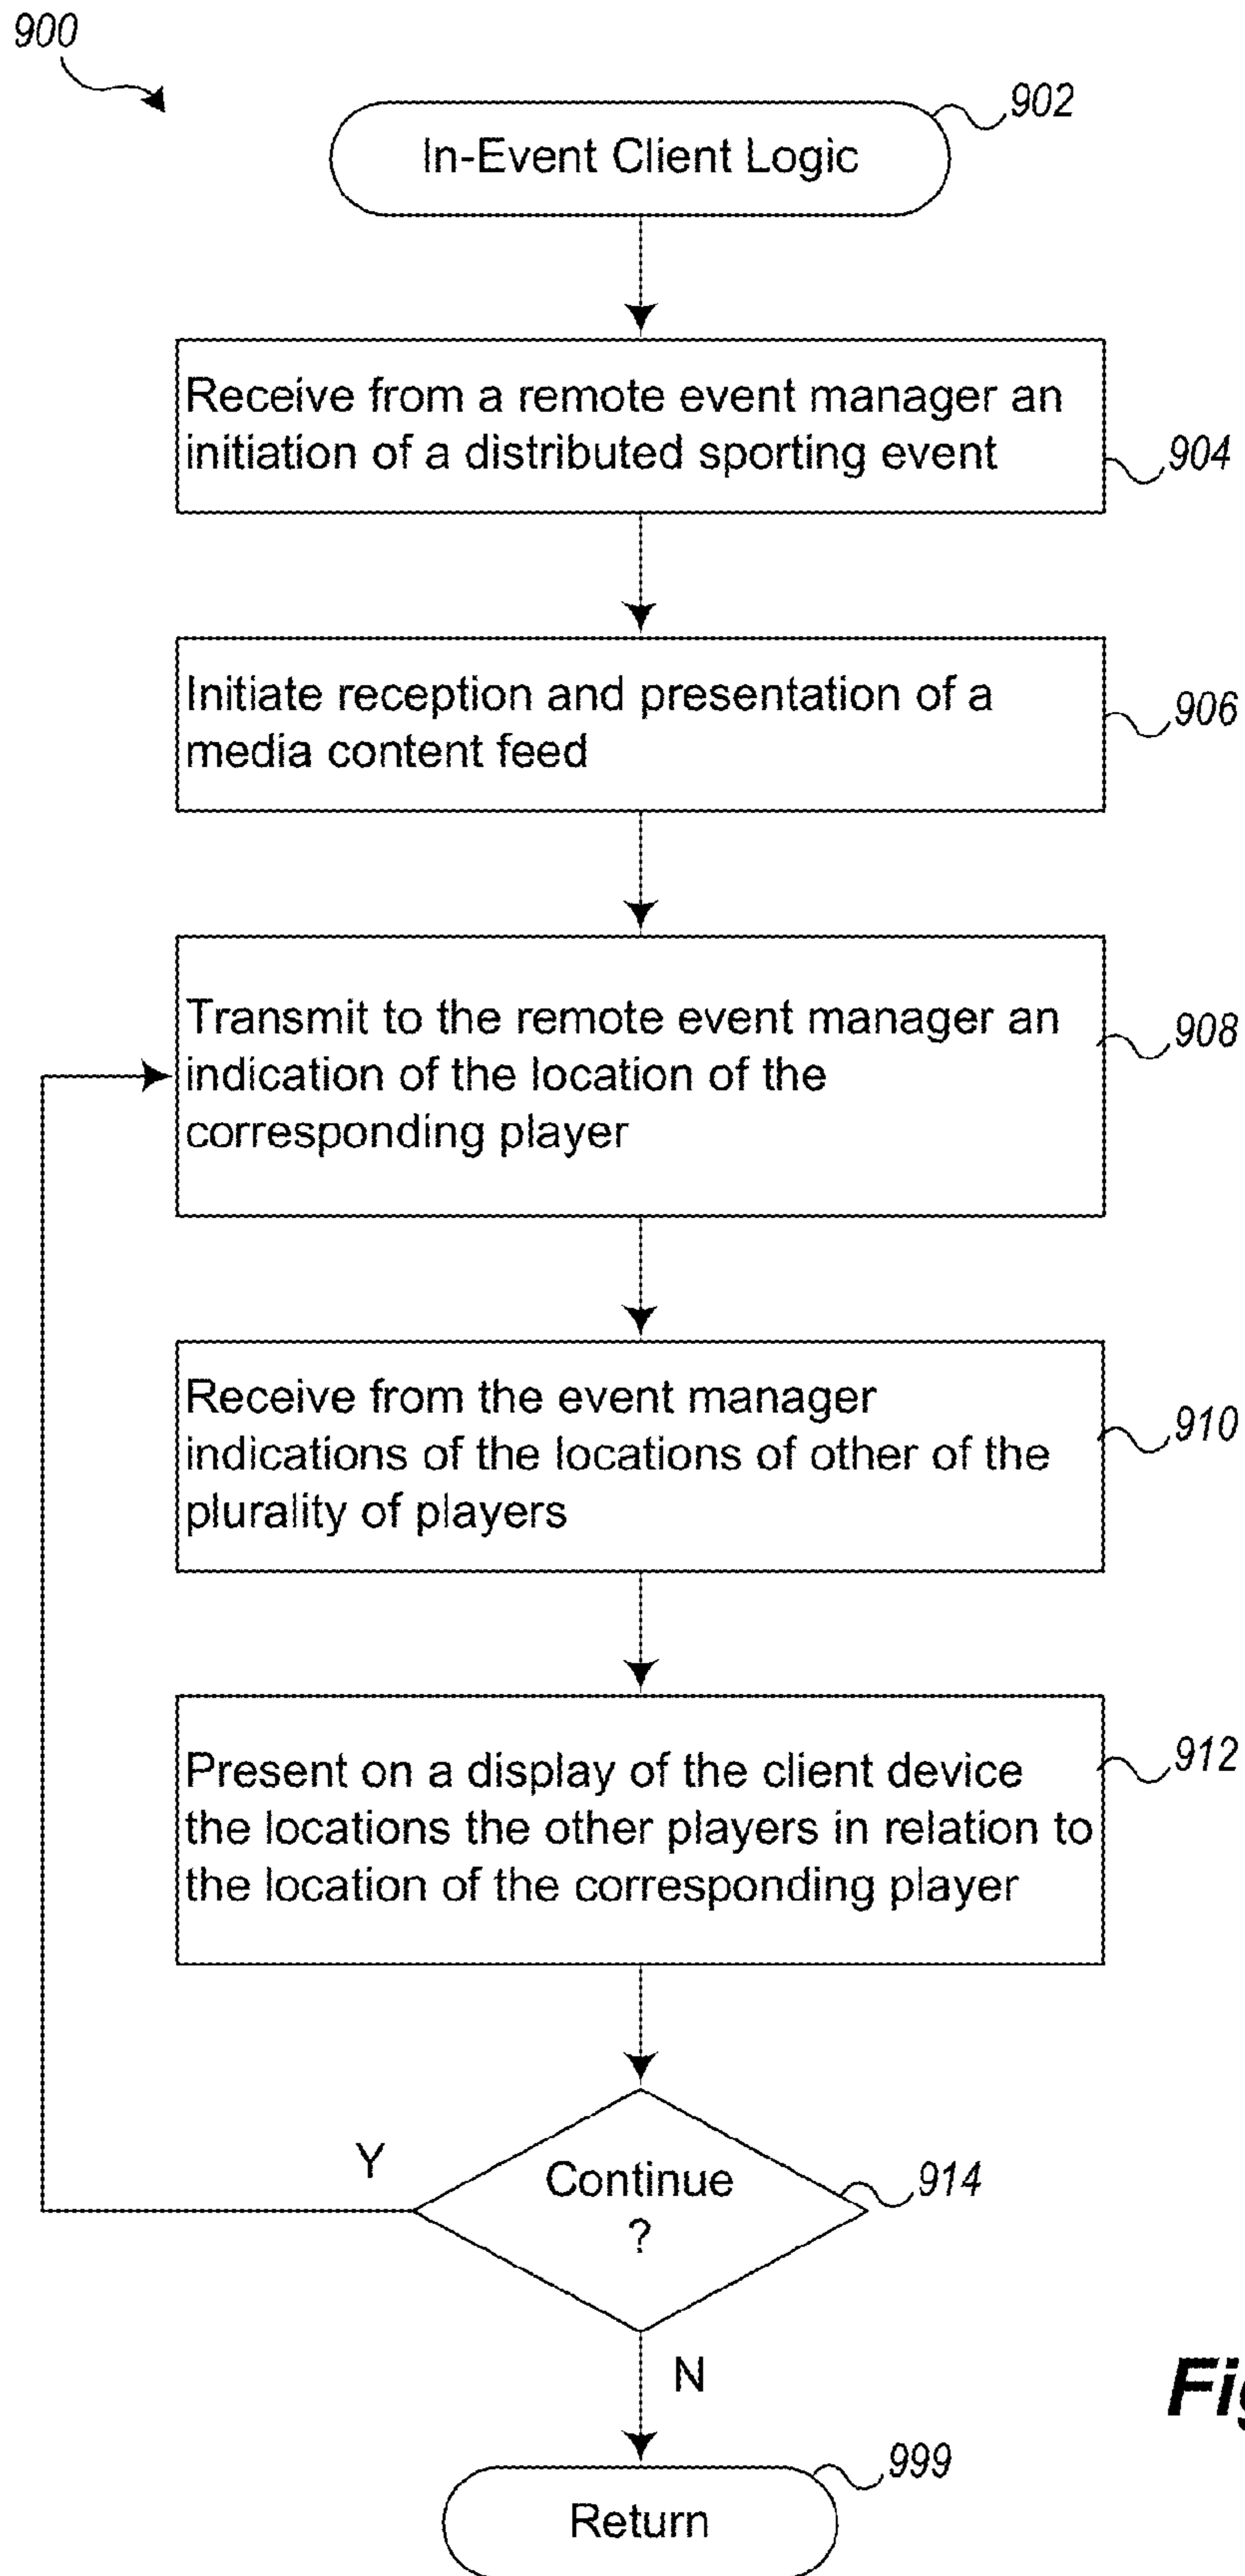 900
902
In-Event Client Logic
Receive from a remote event manager an
initiation of a distributed sporting event
904
Initiate reception and presentation of a
media content feed
906
Transmit to the remote event manager an
indication of the location of the
corresponding player
908
Receive from the event manager
indications of the locations of other of the
plurality of players
910
Present on a display of the client device
the locations the other players in relation to
the location of the corresponding player
912
Y
Continue
?
914
N
999
Return